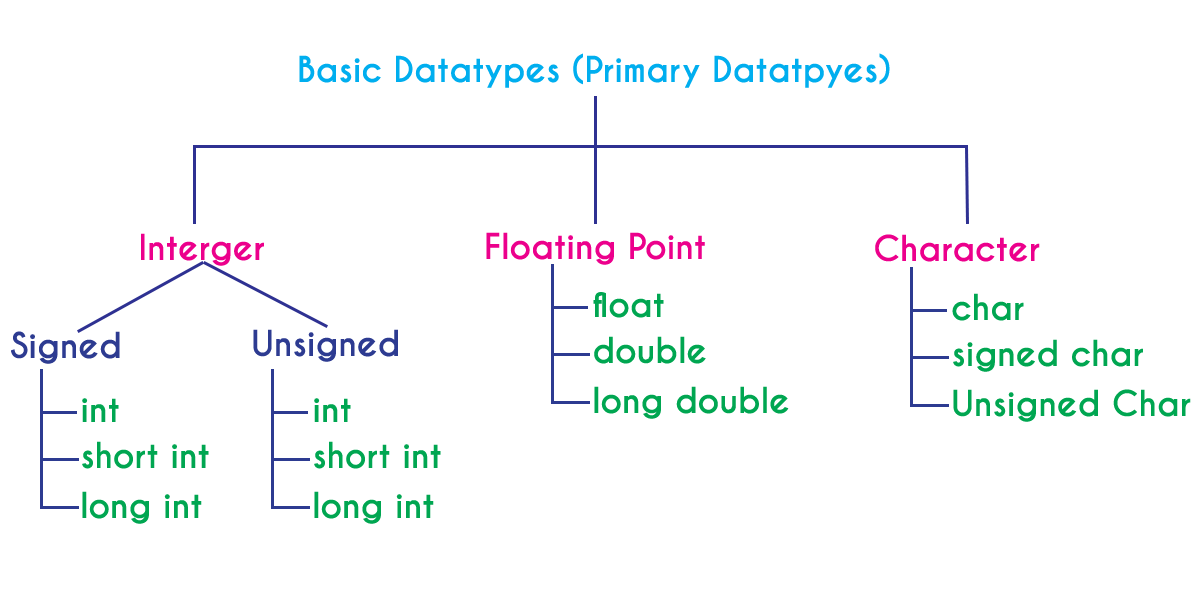 Basic Datatypes (Primary Datatpyes)
Interger
Floating Point
Character
Signed
Unsigned
int
short int
long int
int
short int
long int
float
double
long double
char
signed char
Unsigned Char